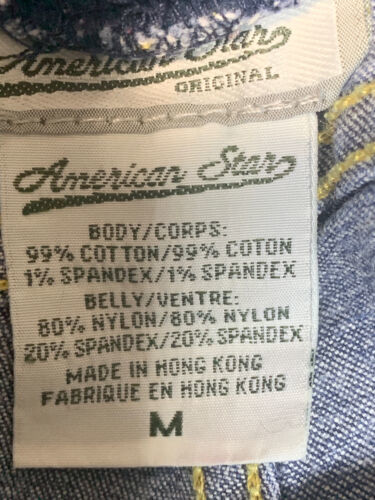 American Star
ORIGINAL
American Star
BODY/CORPS:
99% COTTON/99% COTON
1% SPANDEX/1% SPANDEX
BELLY/VENTRE:
80% NYLON/80% NYLON
20% SPANDEX/20% SPANDEX
MADE IN HONG KONG
FABRIQUE EN HONG KONG
M